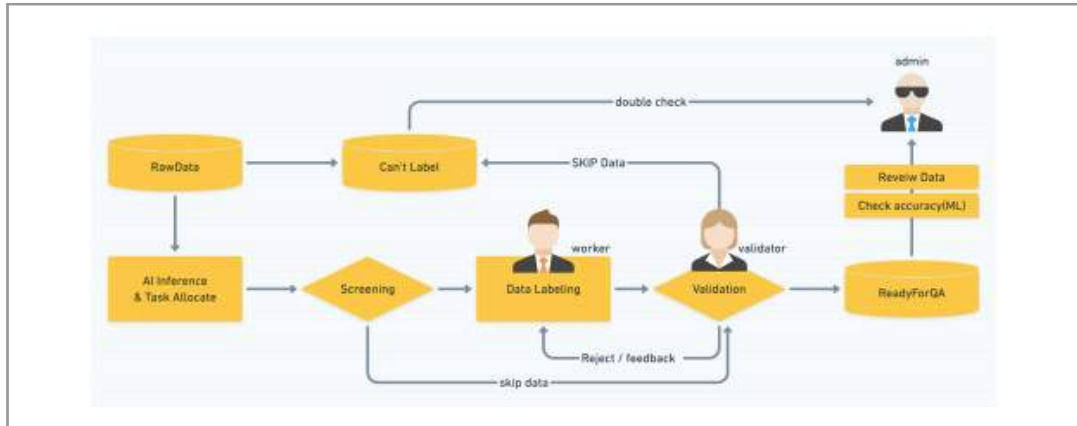 admin
double check
RawData
Can't Label
SKIP Data
Reveiw Data
Check accuracy(ML)
worker
validator
AI Inference
& Task Allocate
Screening
Data Labeling
Validation
ReadyForQA
Reject / feedback
skip data